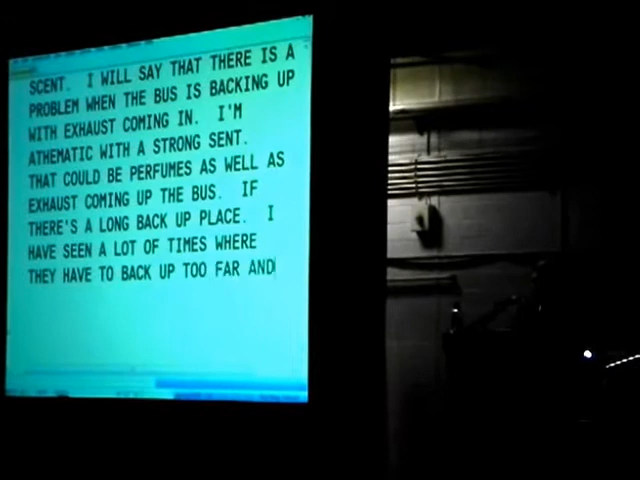 SCENT.  I WILL SAY THAT THERE IS A
PROBLEM WHEN THE BUS IS BACKING UP
WITH EXHAUST COMING IN.  I'M
ATHEMATIC WITH A STRONG SENT.
THAT COULD BE PERFUMES AS WELL AS
EXHAUST COMING UP THE BUS.  IF
THERE'S A LONG BACK UP PLACE.  I
HAVE SEEN A LOT OF TIMES WHERE
THEY HAVE TO BACK UP TOO FAR AND